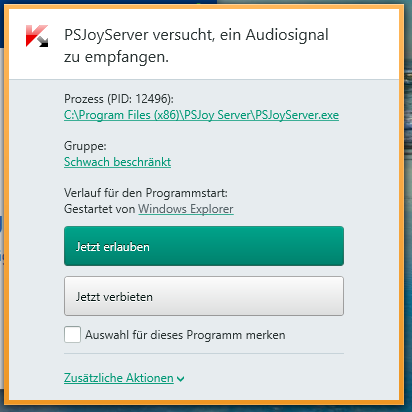 PSJoyServer versucht, ein Audiosignal
zu empfangen.
Prozess (PID: 12496):
C:\Program Files (x86)\PSJoy Server\PSJoyServer.exe
Gruppe:
Schwach beschränkt
Verlauf für den Programmstart:
Gestartet von Windows Explorer
Jetzt erlauben
Jetzt verbieten
Auswahl für dieses Programm merken
Zusätzliche Aktionen